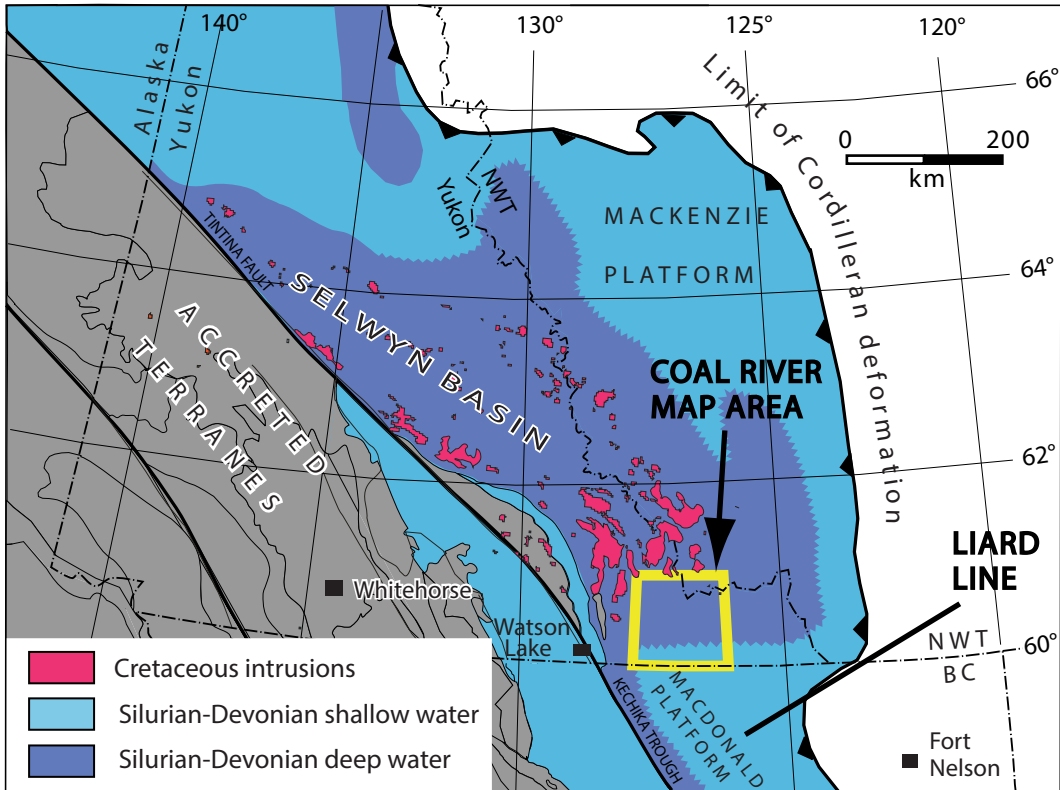 140°
130°
125°
120°
66°
64°
62°
60°
Alaska
Yukon
Yukon
NWT
Limit of Cordilleran deformation
0 200
km
MACKENZIE
PLATFORM
TINTINA FAULT
SELWYN BASIN
ACCRETED
TERRANES
COAL RIVER
MAP AREA
LIARD
LINE
Whitehorse
Watson
Lake
NWT
BC
KECHIKA TROUGH
MACDONALD
PLATFORM
Fort
Nelson
Cretaceous intrusions
Silurian-Devonian shallow water
Silurian-Devonian deep water